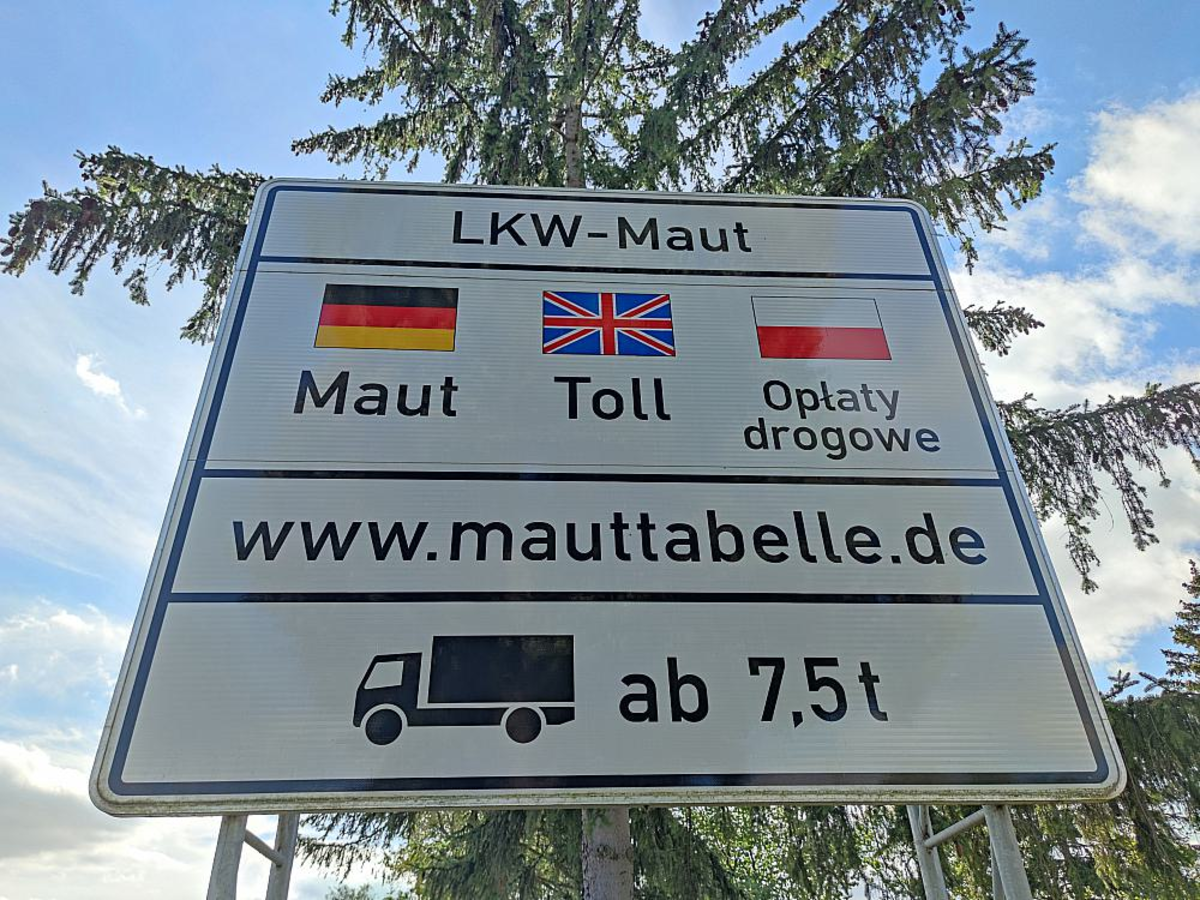 LKW-Maut
Maut Toll Opłaty
drogowe
www.mauttabelle.de
ab 7,5t